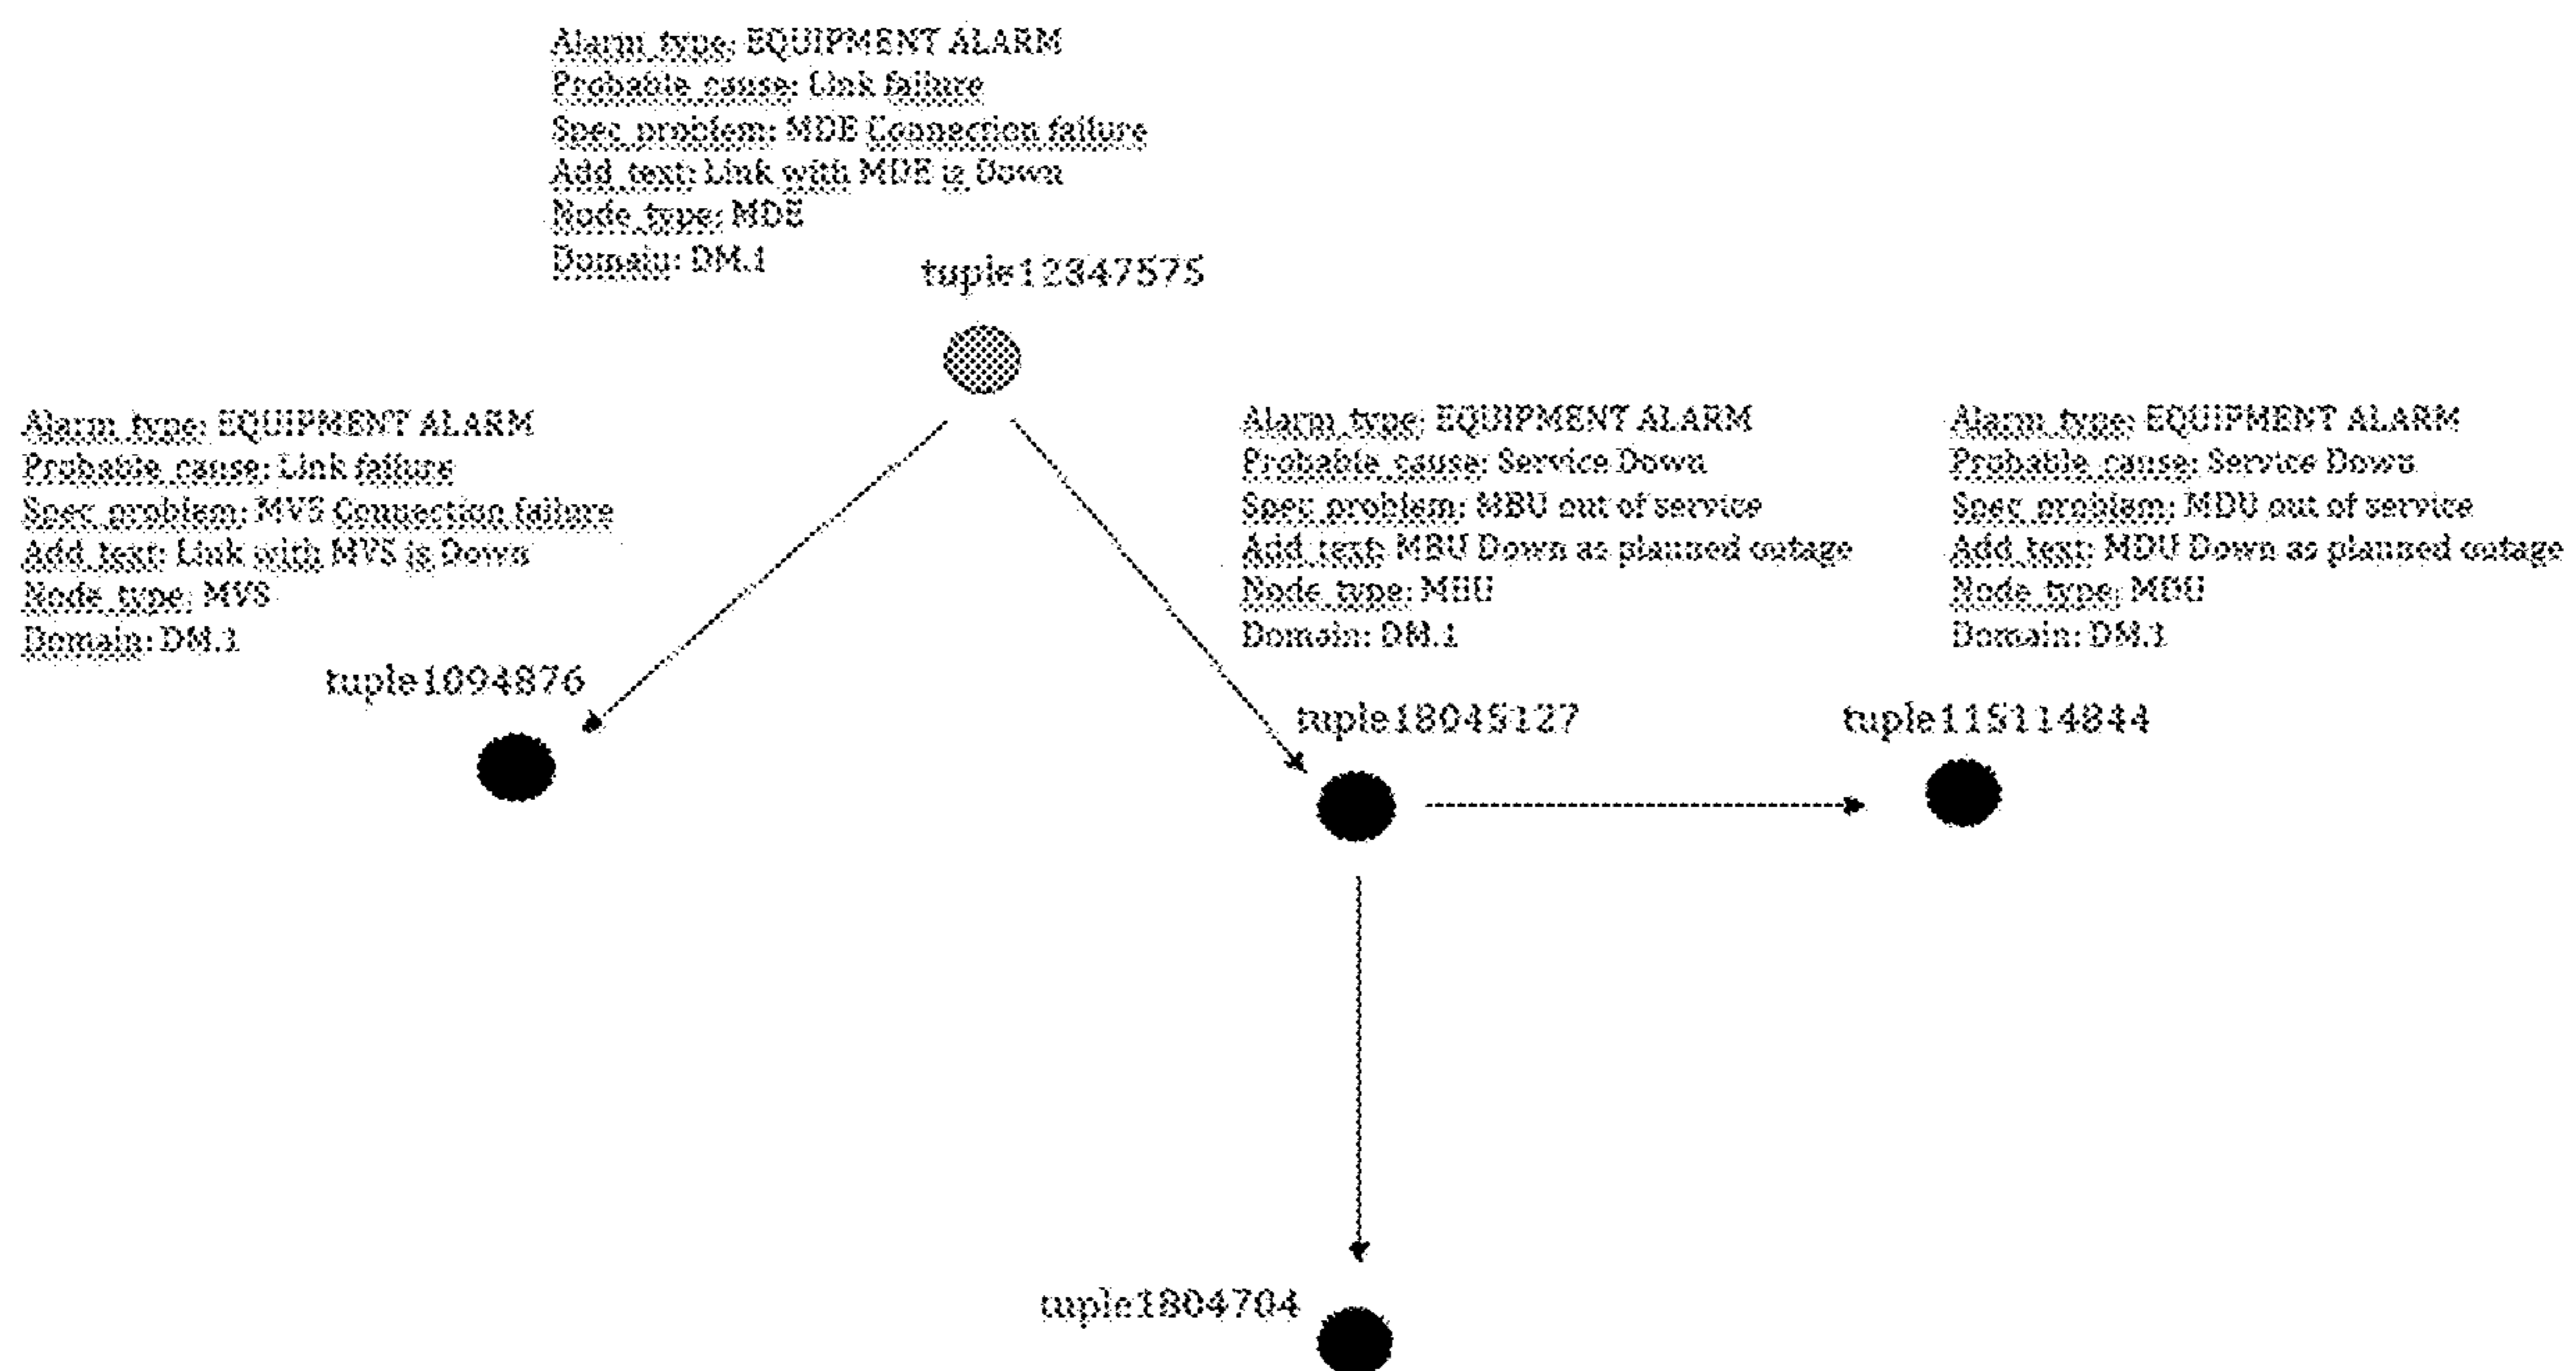 Alarm_type: EQUIPMENT ALARM
Probable_cause: Link failure
Spec_problem: MDE Connection failure
Add_text: Link with MDE is Down
Node_type: MDE
Domain: DM.1
tuple12347575
Alarm_type: EQUIPMENT ALARM
Probable_cause: Link failure
Spec_problem: MVS Connection failure
Add_text: Link with MVS is Down
Node_type: MVS
Domain: DM.1
tuple1094876
Alarm_type: EQUIPMENT ALARM
Probable_cause: Service Down
Spec_problem: MBU out of service
Add_text: MBU Down as planned outage
Node_type: MBU
Domain: DM.1
tuple18045127
Alarm_type: EQUIPMENT ALARM
Probable_cause: Service Down
Spec_problem: MDU out of service
Add_text: MDU Down as planned outage
Node_type: MDU
Domain: DM.1
tuple115114844
tuple1804704